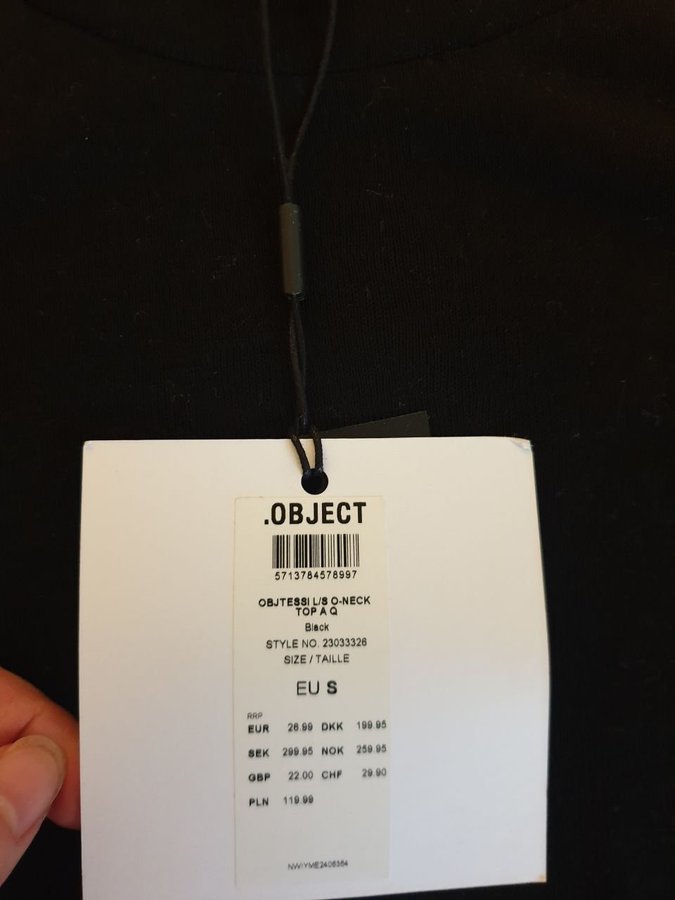 .OBJECT
5713784578997
OBJTESSI L/S O-NECK
TOP A Q
Black
STYLE NO. 23033326
SIZE / TAILLE
EU S
RRP
EUR 26.99 DKK 199.95
SEK 299.95 NOK 259.95
GBP 22.00 CHF 29.90
PLN 119.99
NWIYME2408364